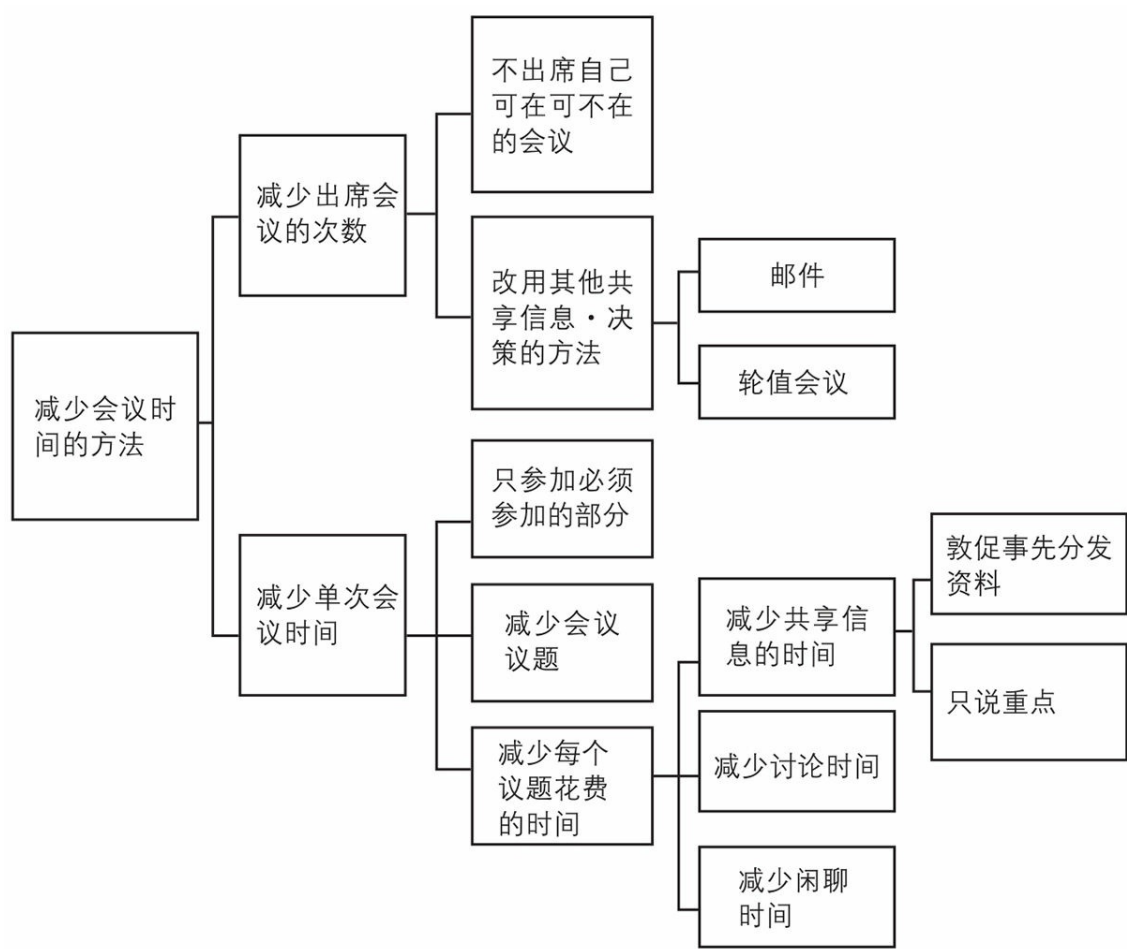 不出席自己
可在可不在
的会议
减少出席会
议的次数
改用其他共
享信息·决
策的方法
邮件
轮值会议
减少会议时
间的方法
只参加必须
参加的部分
减少单次会
议时间
减少会议
议题
减少每个
议题花费
的时间
减少共享信
息的时间
敦促事先分发
资料
只说重点
减少讨论时间
减少闲聊
时间